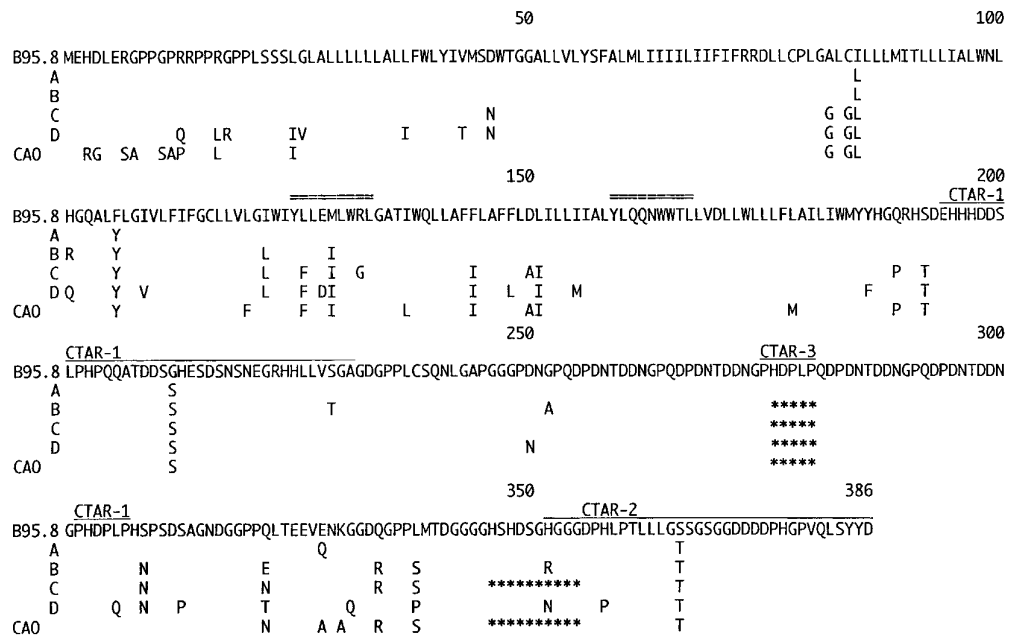 50 100
B95.8 MEHDLERGPPGPRRPPRGPPLSSSLGLALLLLLLALLFWLYIVMSDWTGGALLVLYSFALMLIIIILIIFIFRRDLLCPLGALCILLLMITLLLIALWNL
A L
B L
C N G GL
D Q LR IV I T N G GL
CAO RG SA SAP L I G GL
150 200
CTAR-1
B95.8 HGQALFLGIVLFIFGCLLVLGIWIYLLEMLWRLGATIWQLLAFFLAFFLDLILLIIALYLQQNWWTLLVDLLWLLLFLAILIWMYYHGQRHSDEHHHDDS
A Y
B R Y L I
C Y L F I G I AI P T
D Q Y V L F DI I L I M F T
CAO Y F F I L I AI M P T
250 300
CTAR-1 CTAR-3
B95.8 LPHPQQATDDSGHESDSNSNEGRHHLLVSGAGDGPPLCSQNLGAPGGGPDNGPQDPDNTDDNGPQDPDNTDDNGPHDPLPQDPDNTDDNGPQDPDNTDDN
A S
B S T A *****
C S *****
D S N *****
CAO S *****
350 386
CTAR-1 CTAR-2
B95.8 GPHDPLPHSPSDSAGNDGGPPQLTEEVENKGGDQGPPLMTDGGGGHSHDSGHGGGDPHLPTLLLGSSGSGGDDDDPHGPVQLSYYD
A Q T
B N E R S R T
C N N R S ********** T
D Q N P T Q P N P T
CAO N A A R S ********** T